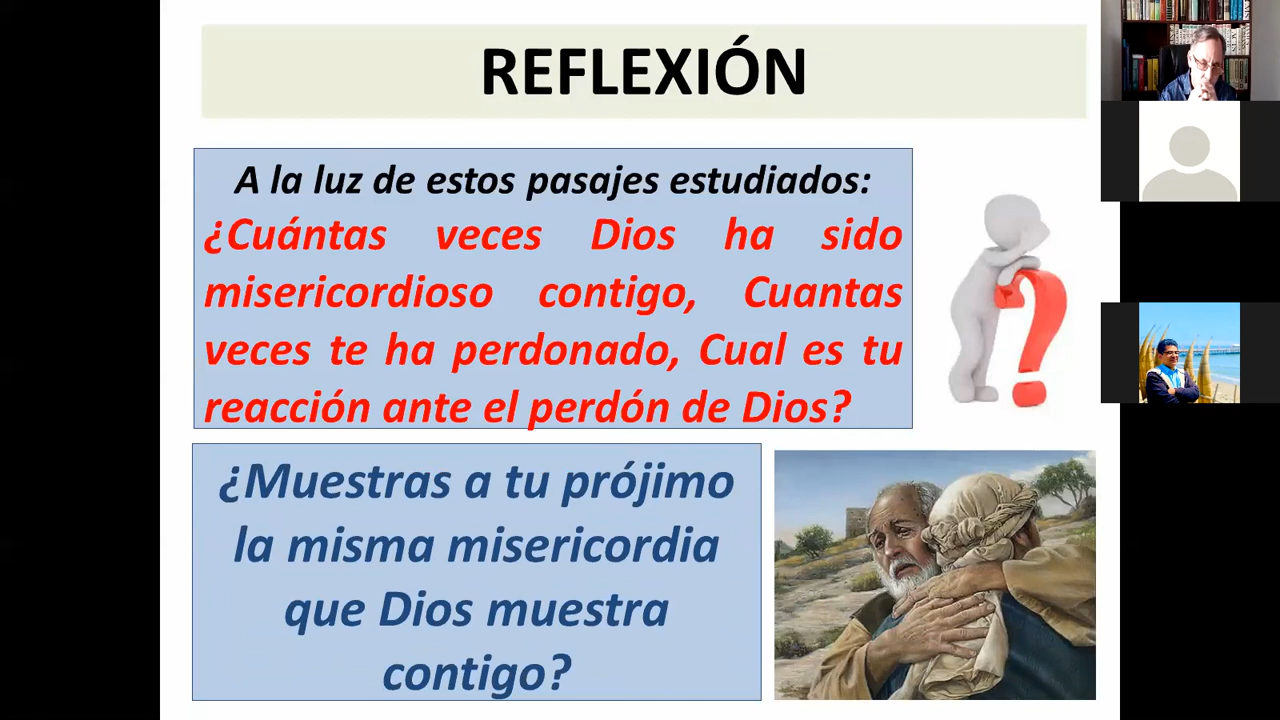 REFLEXIÓN
A la luz de estos pasajes estudiados:
¿Cuántas veces Dios ha sido
misericordioso contigo, Cuantas
veces te ha perdonado, Cual es tu
reacción ante el perdón de Dios?
¿Muestras a tu prójimo
la misma misericordia
que Dios muestra
contigo?